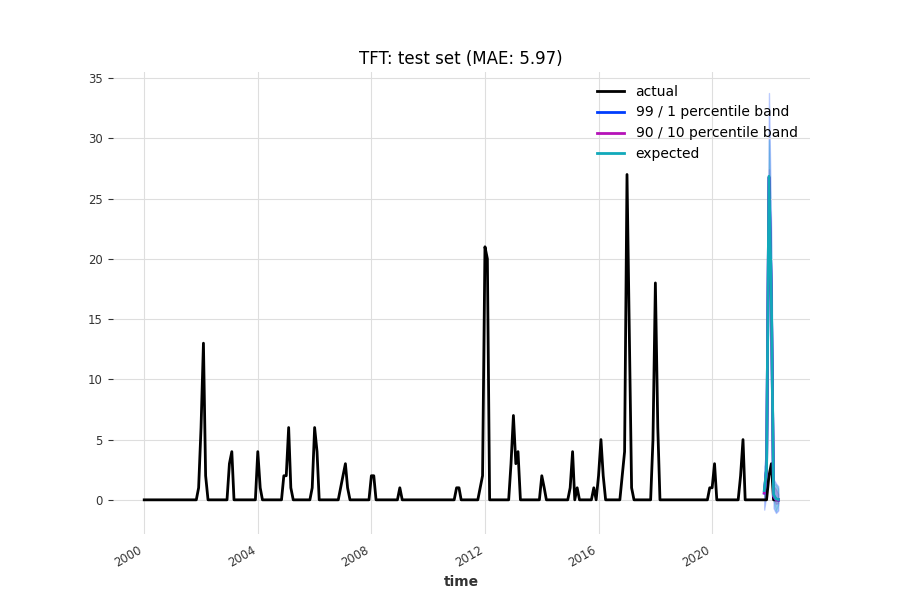 TFT: test set (MAE: 5.97)
actual
99 / 1 percentile band
90 / 10 percentile band
expected
35
30
25
20
15
10
5
0
2000
2004
2008
2012
2016
2020
time